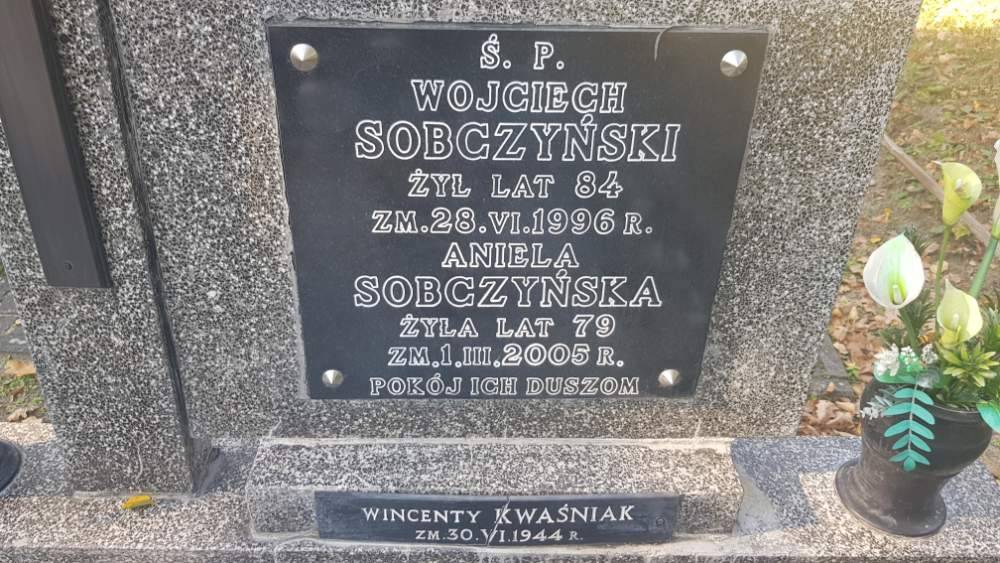 Ś. P.
WOJCIECH
SOBCZYŃSKI
ŻYŁ LAT 84
ZM.28.VI.1996 R.
ANIELA
SOBCZYŃSKA
ŻYŁA LAT 79
ZM.1.III.2005 R.
POKÓJ ICH DUSZOM
WINCENTY KWAŚNIAK
ZM.30.VI.1944 R.